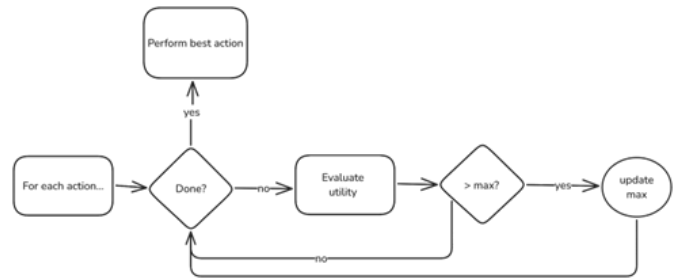 Perform best action
yes
For each action...
Done?
no
Evaluate
utility
> max?
yes
update
max
no